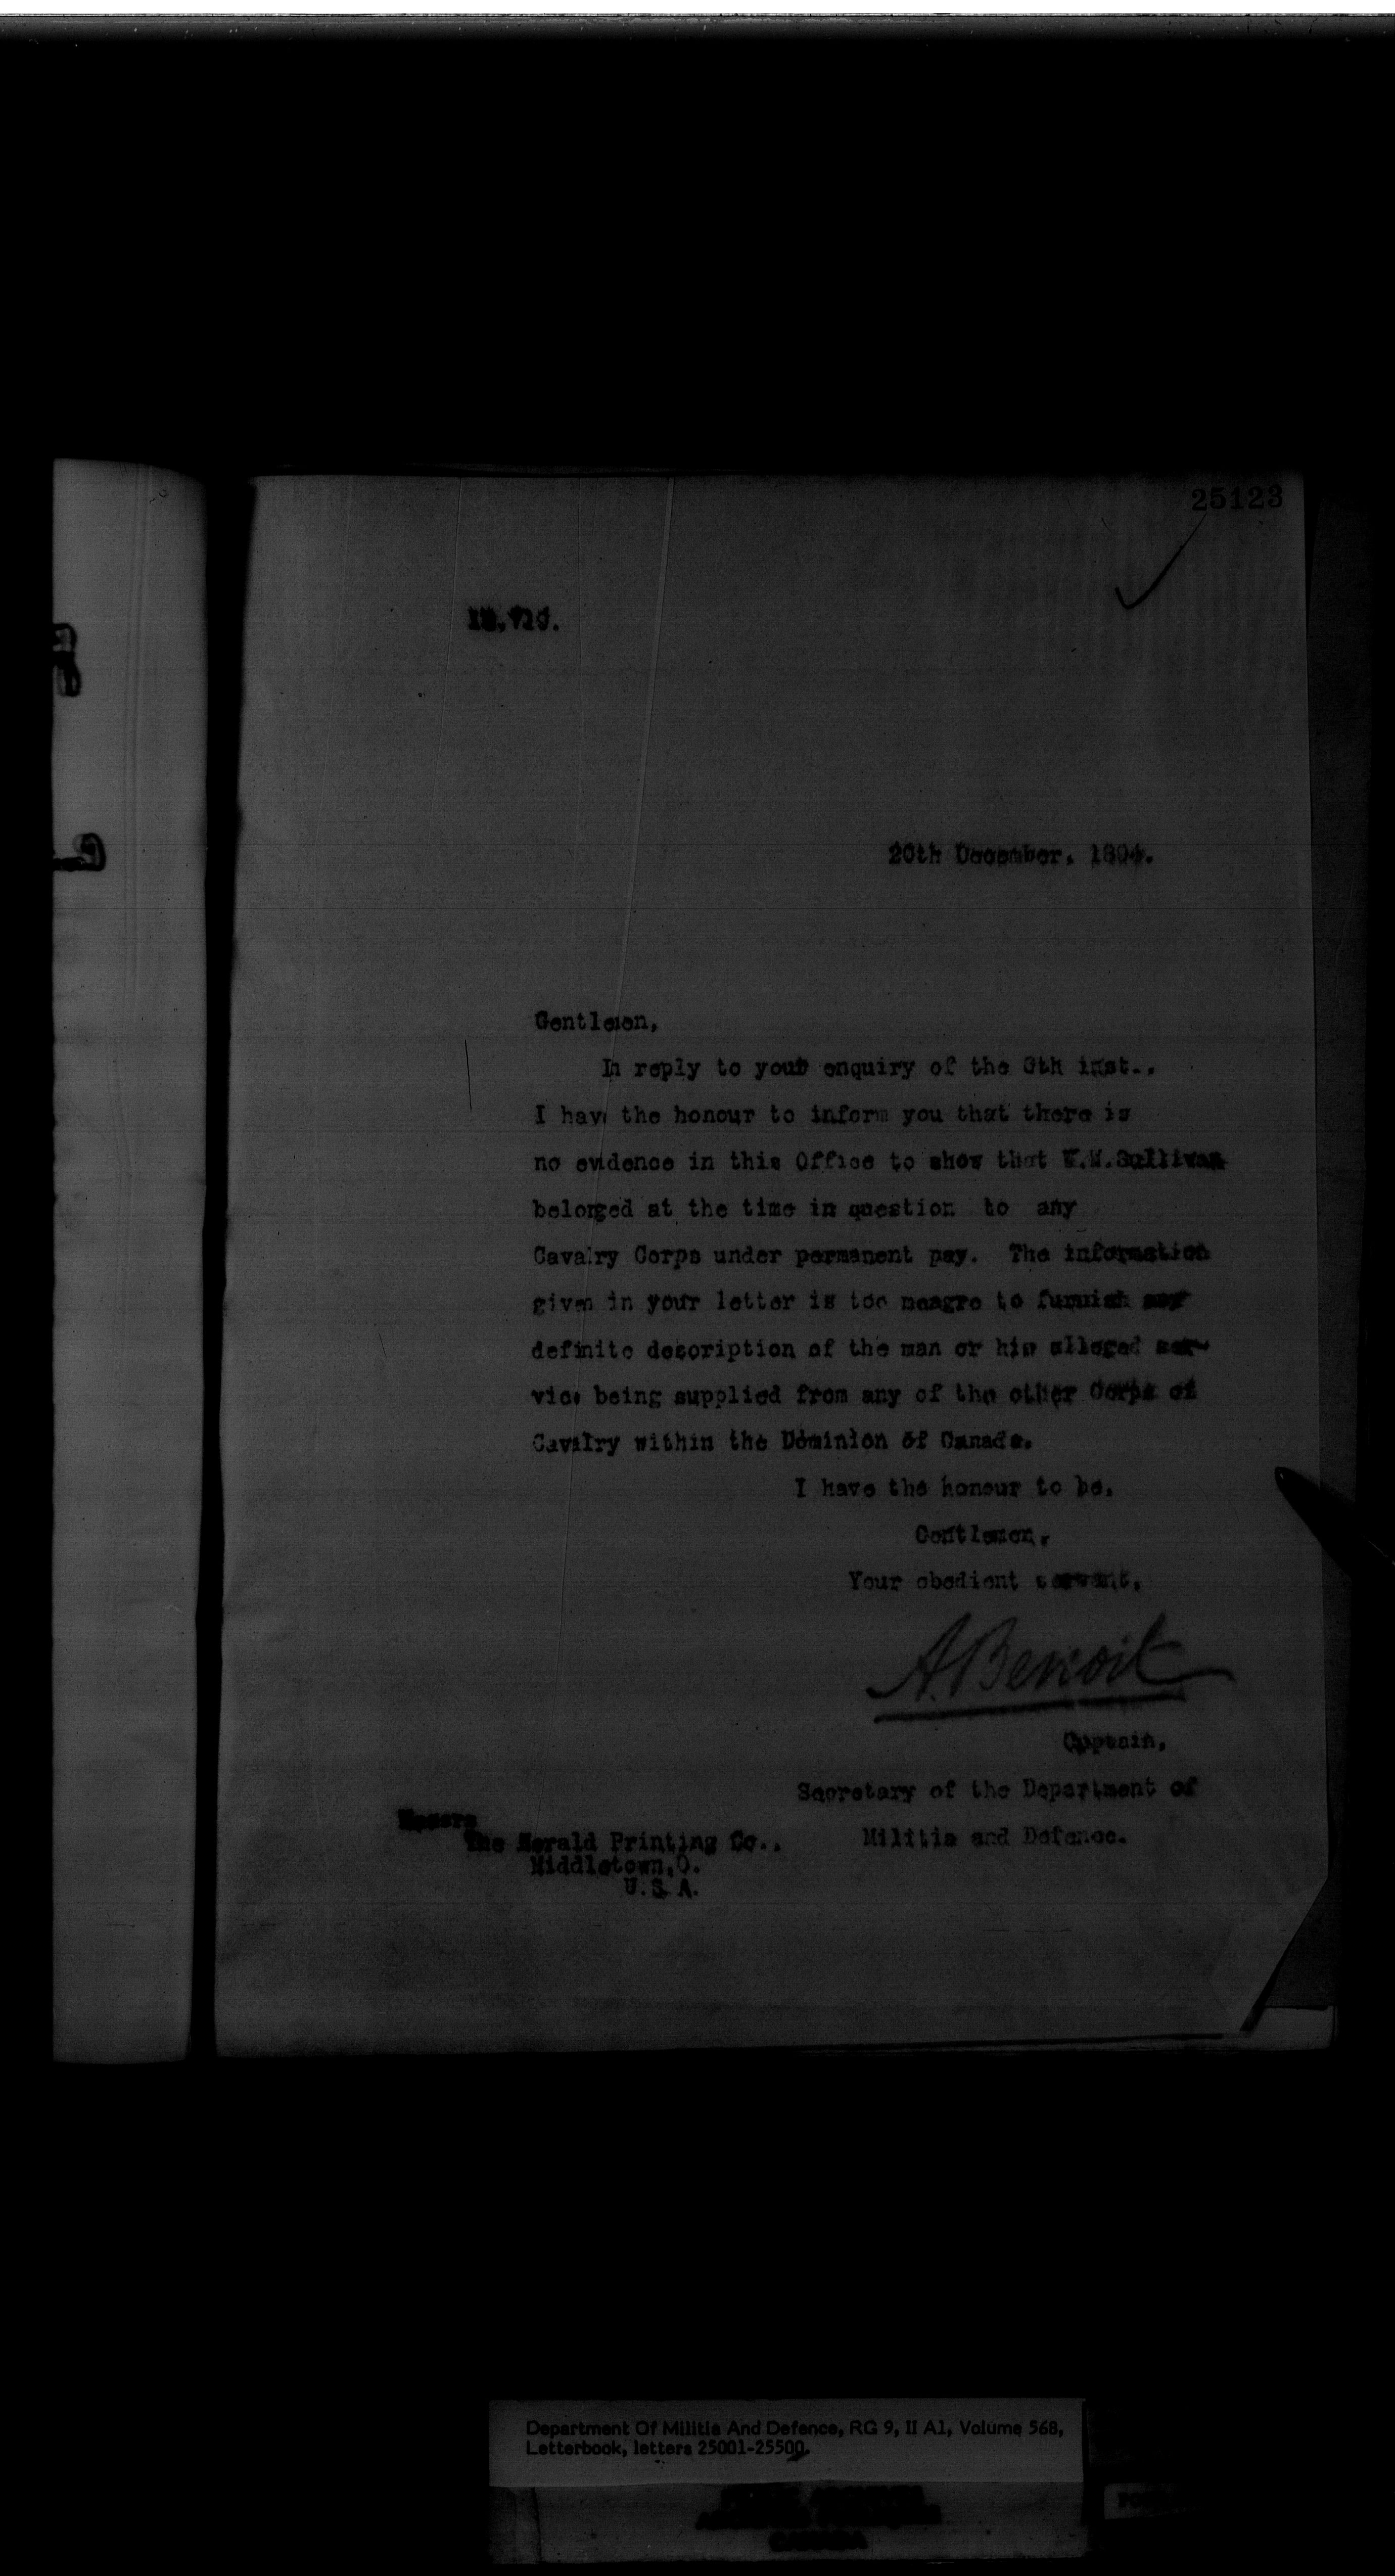 25123
20th December, 1894.
Gentlemen,
In reply to your enquiry of the inst.,
I have the honour to inform you that there is
no evidence in this Office to show that W.M.Sullivan
belonged at the time in question to any
Cavalry Corps under permanent pay. The information
given in your letter is too meagre to furnish any
definite description of the man or his alleged ser-
vice being supplied from any of the other Corps of
Cavalry within the Dominion of Canada.
I have the honour to be,
Gentlemen,
Your obedient servant,
A. Benoit
Captain,
Secretary of the Department of
Militia and Defence.
Messrs
The Herald Printing Co.,
Middletown, O.
U.S.A.
Department Of Militia And Defence, RG 9, II A1, Volume 568,
Letterbook, letters 25001-25500.